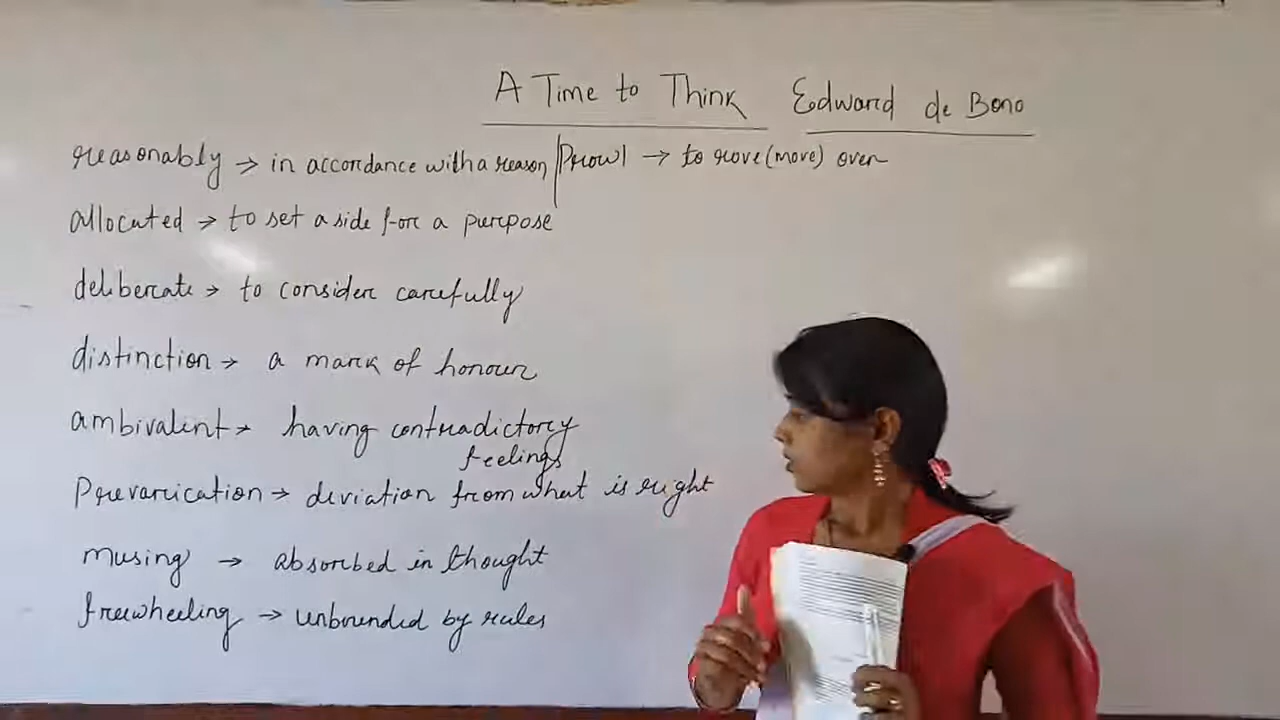 A Time to Think Edward de Bono
reasonably → in accordance with a reason | Prowl → to rove (move) over
allocated → to set a side for a purpose
deliberate → to consider carefully
distinction → a mark of honour
ambivalent → having contradictory
feelings
Prevarication → deviation from what is right
musing → absorbed in thought
freewheeling → unbounded by rules